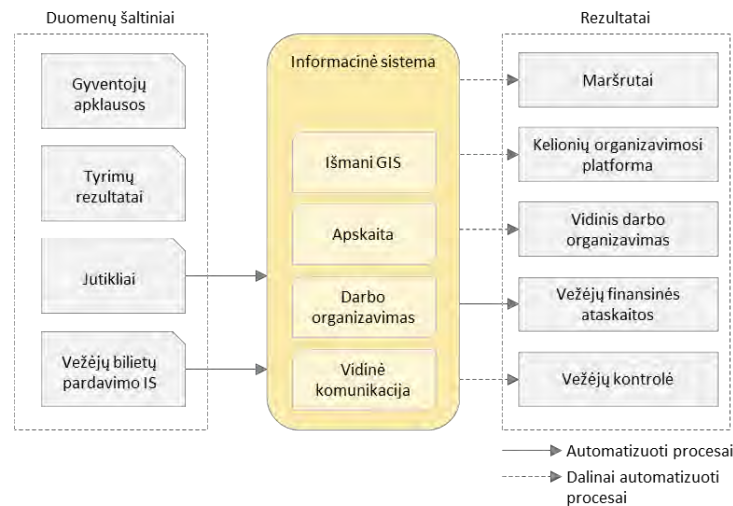 Duomenų šaltiniai
Gyventojų
apklausos
Tyrimų
rezultatai
Jutikliai
Vežėjų bilietų
pardavimo IS
Informacinė sistema
Išmani GIS
Apskaita
Darbo
organizavimas
Vidinė
komunikacija
Rezultatai
Maršrutai
Kelionių organizavimosi
platforma
Vidinis darbo
organizavimas
Vežėjų finansinės
ataskaitos
Vežėjų kontrolė
Automatizuoti procesai
Dalinai automatizuoti
procesai